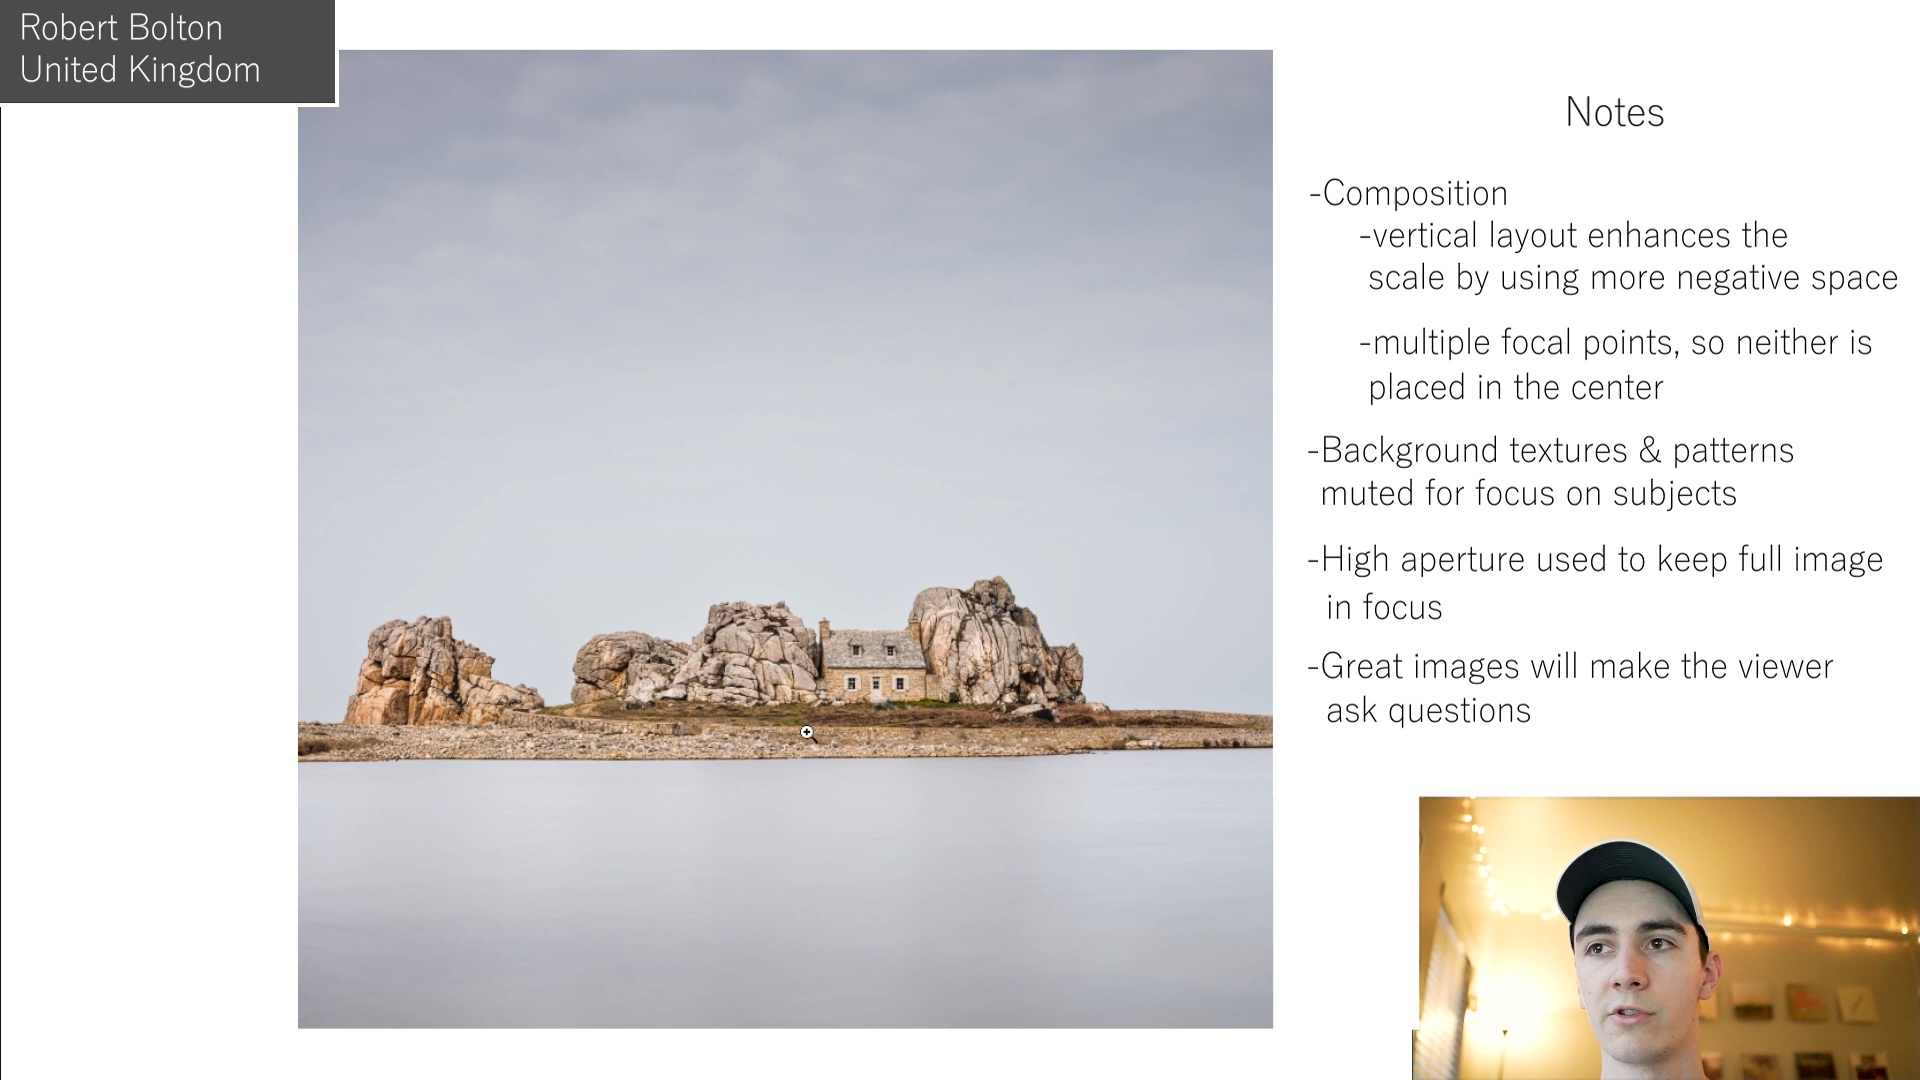 Robert Bolton
United Kingdom
Notes
-Composition
-vertical layout enhances the
scale by using more negative space
-multiple focal points, so neither is
placed in the center
-Background textures & patterns
muted for focus on subjects
-High aperture used to keep full image
in focus
-Great images will make the viewer
ask questions